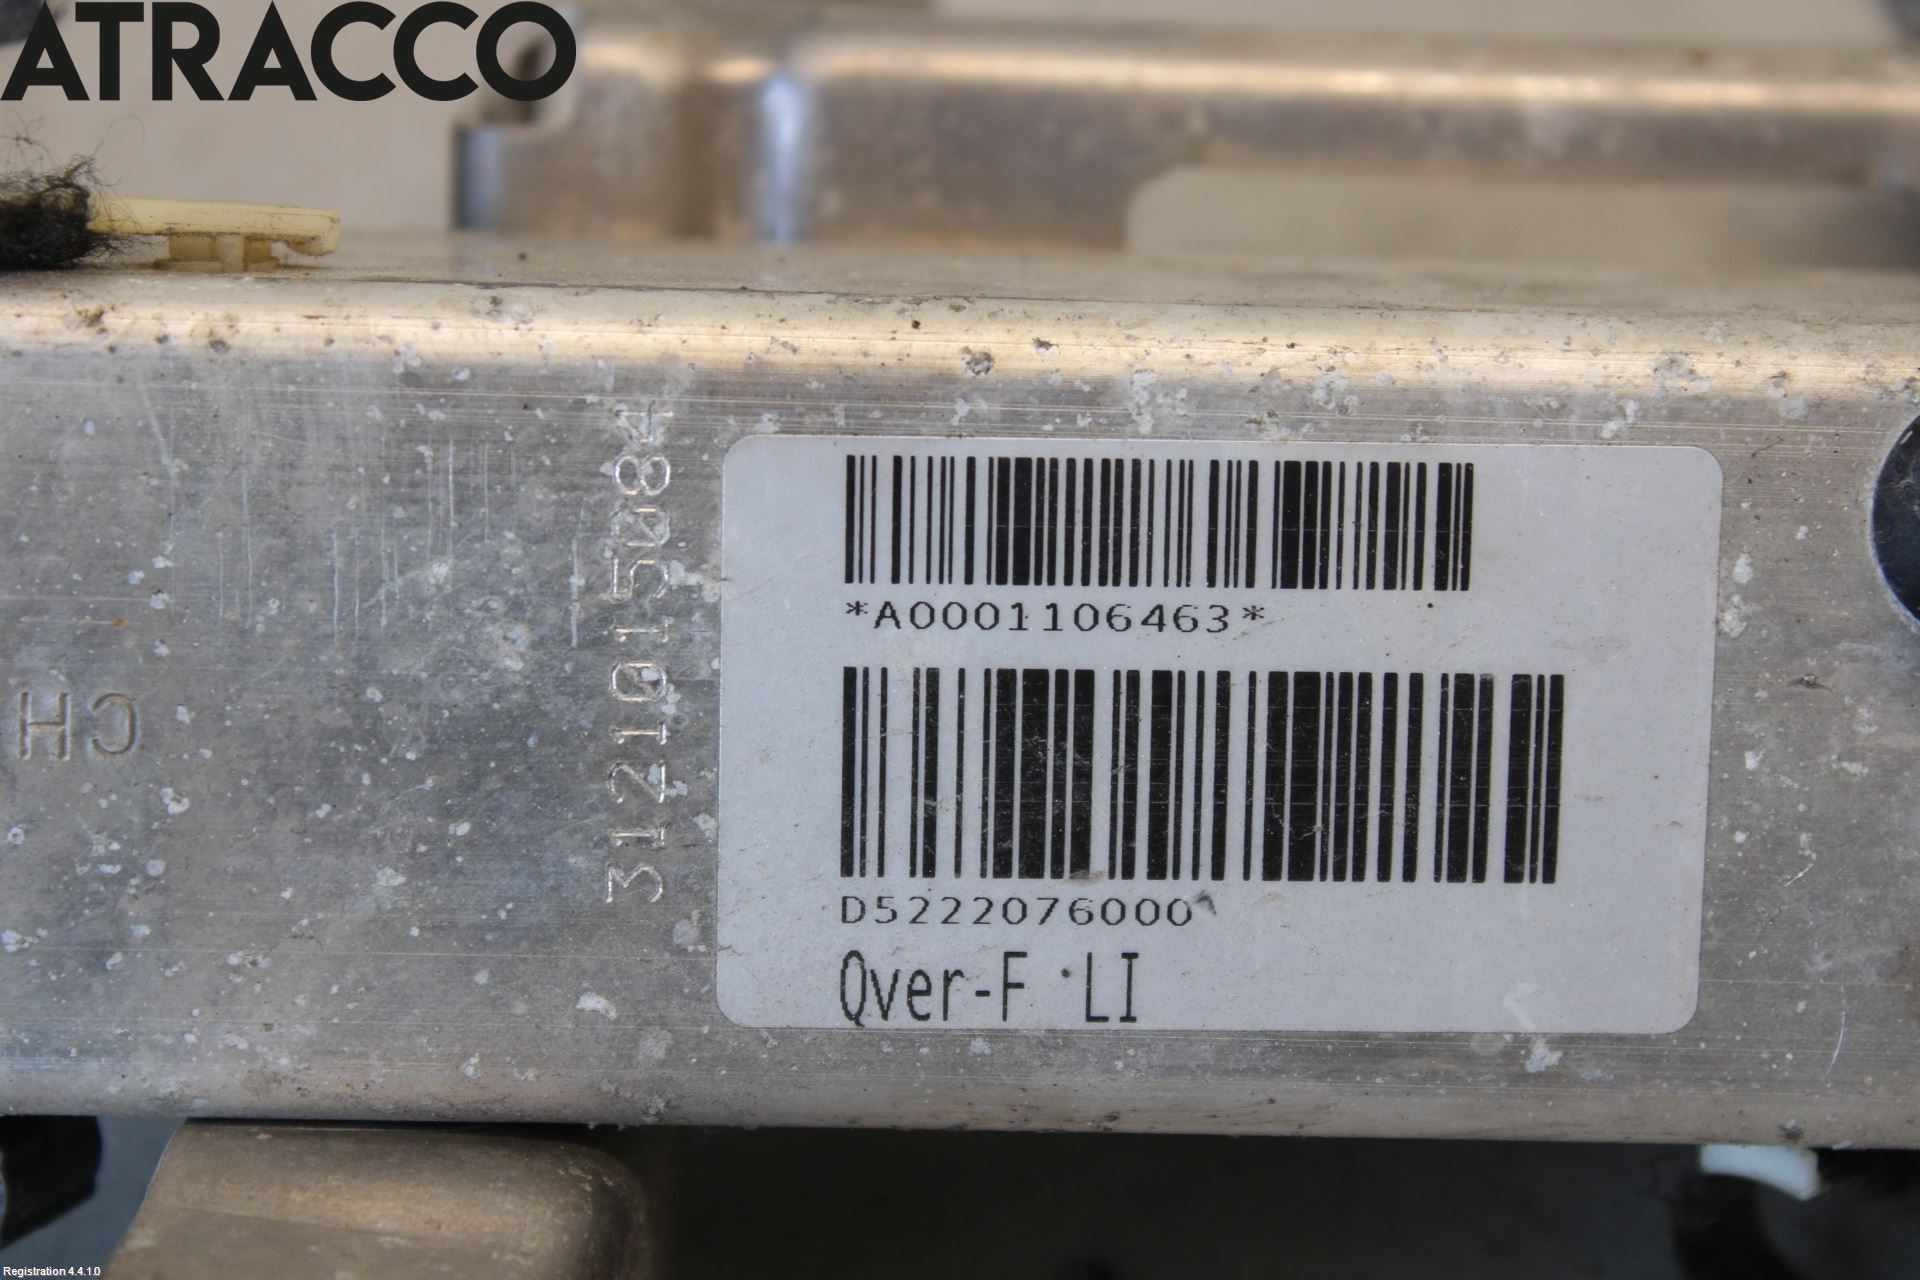 ATRACCO
*A0001106463*
D5222076000
Qver-F LI
3121015084
CH
Registration 4.4.1.0